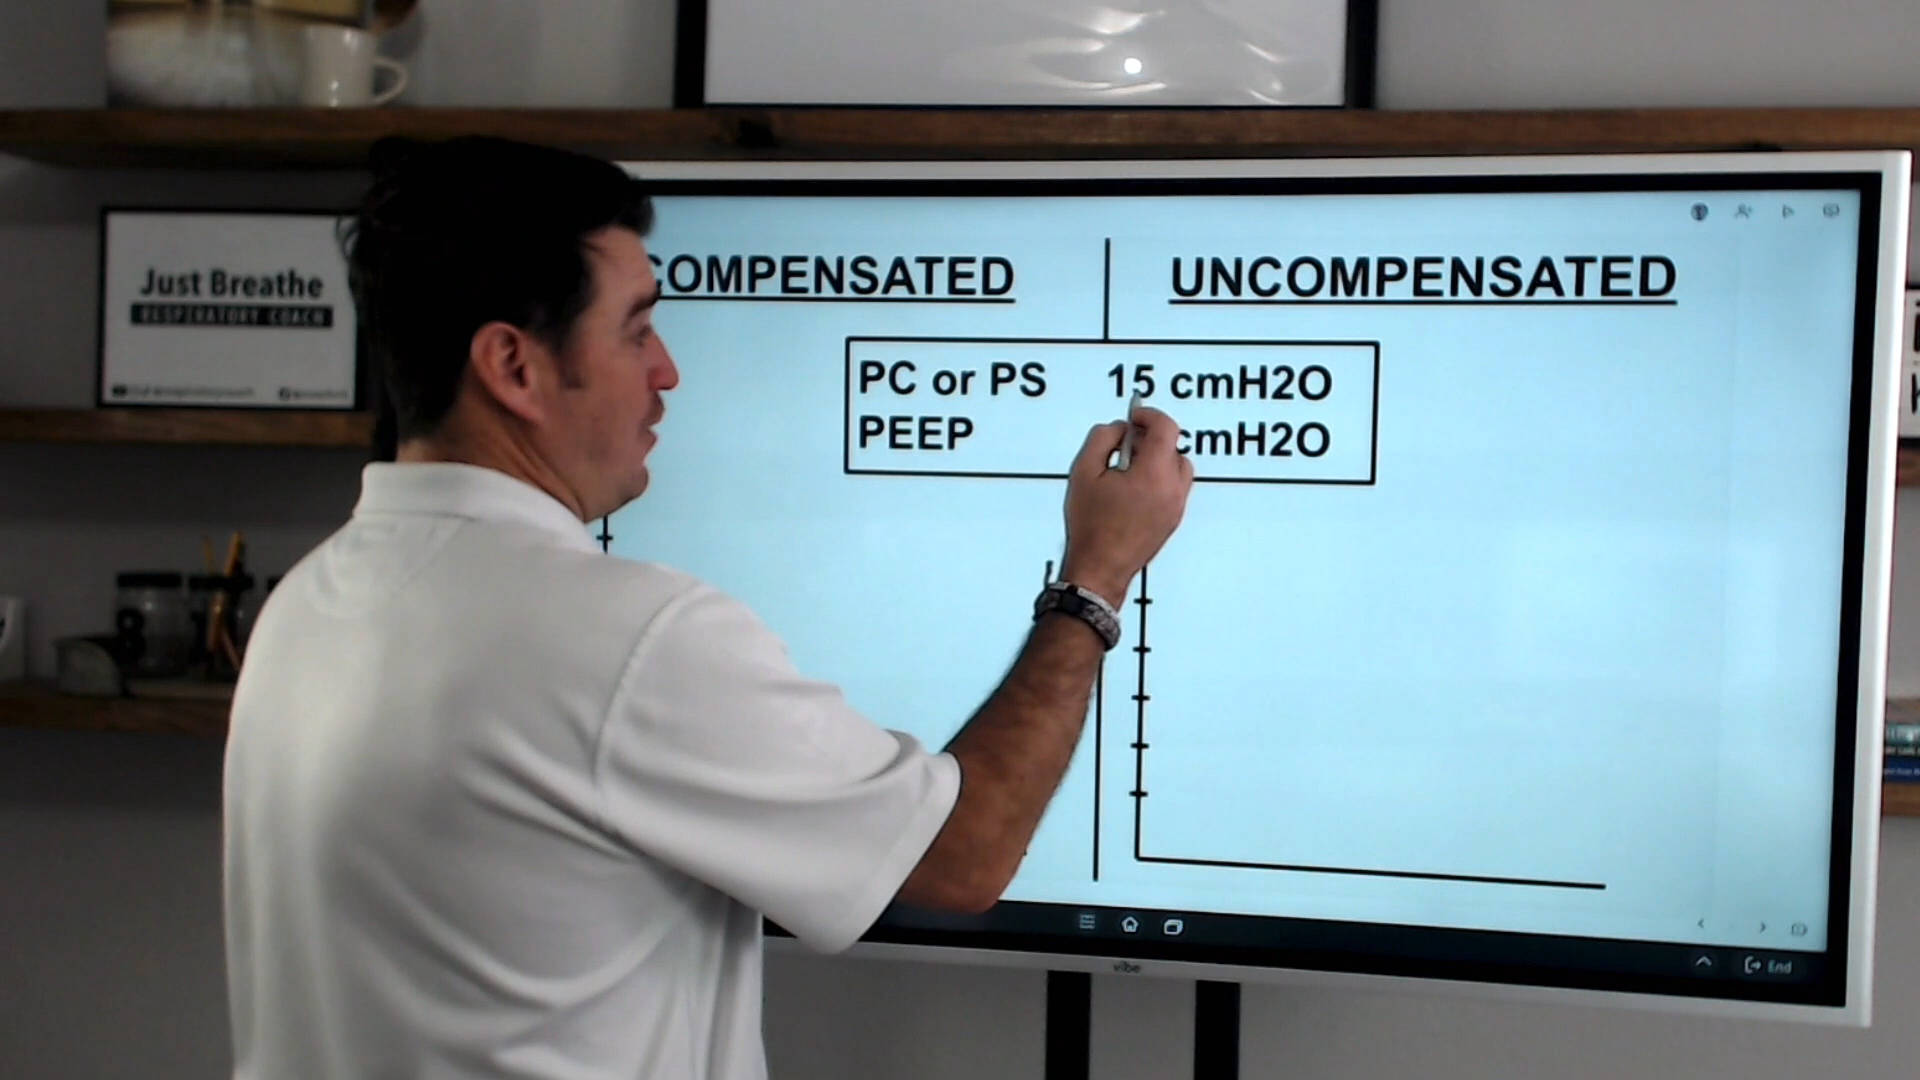 Just Breathe
RESPIRATORY COACH
COMPENSATED
UNCOMPENSATED
PC or PS 15 cmH2O
PEEP cmH2O
vibe
End